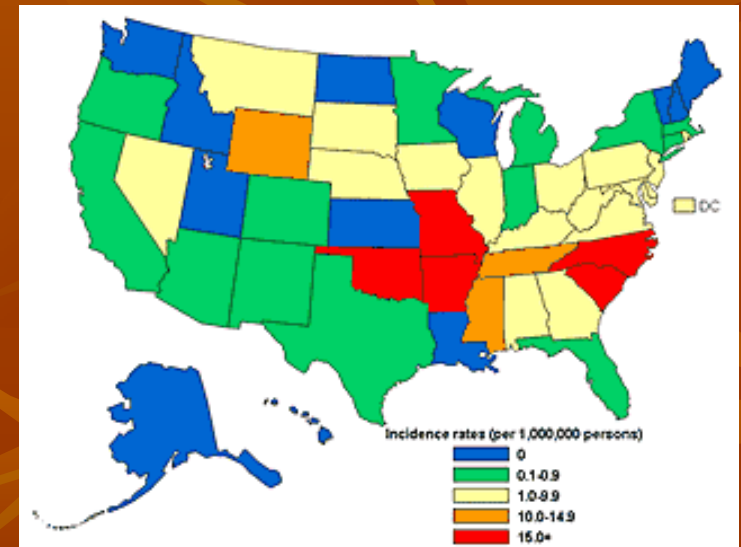 DC
Incidence rates (per 1,000,000 persons)
0
0.1-0.9
1.0-9.9
10.0-14.9
15.0+